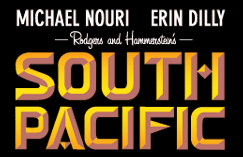 MICHAEL NOURI ERIN DILLY
Rodgers and Hammerstein's
SOUTH
PACIFIC